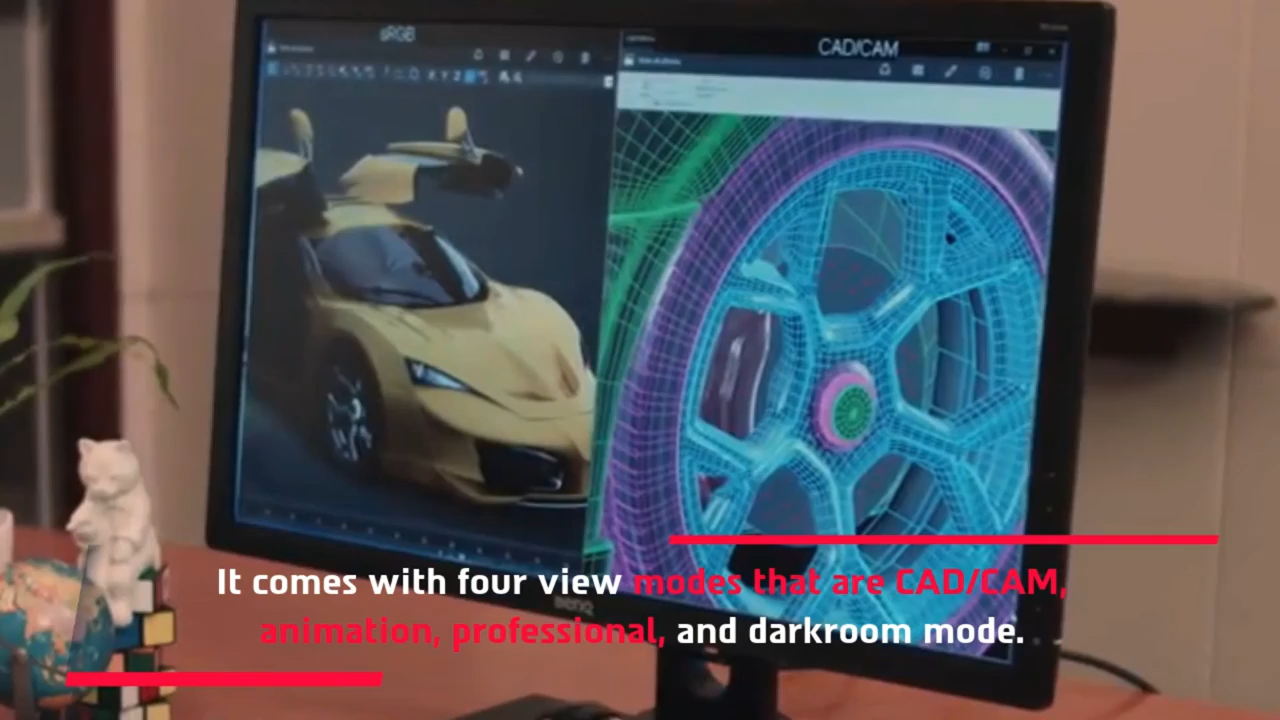 sRGB
CAD/CAM
It comes with four view modes that are CAD/CAM,
animation, professional, and darkroom mode.
BenQ